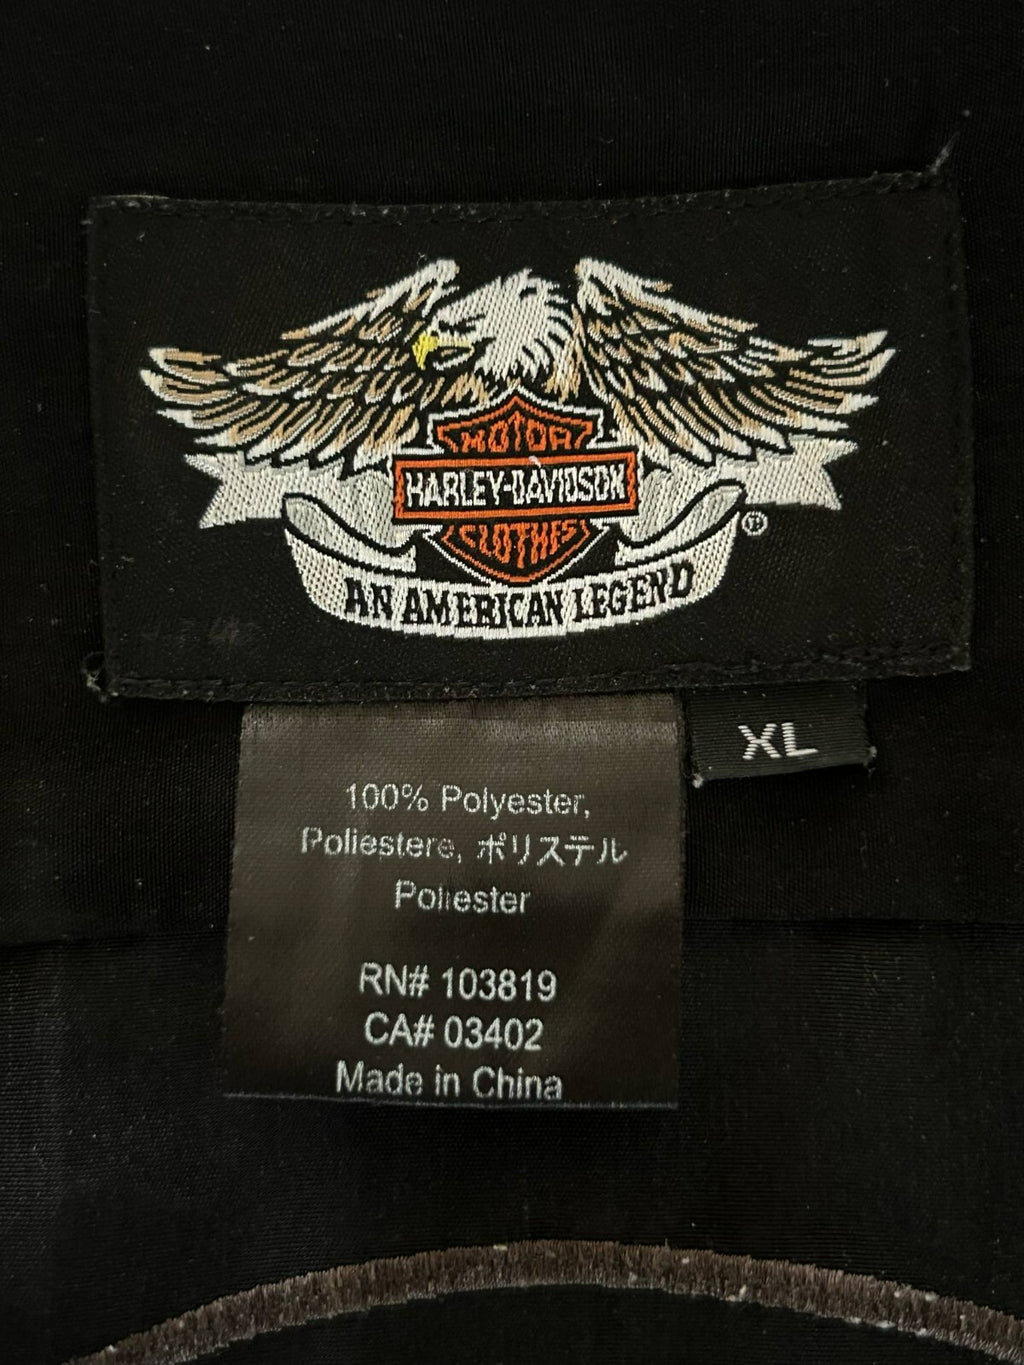 MOTOR
HARLEY-DAVIDSON
CLOTHES
®
AN AMERICAN LEGEND
XL
100% Polyester,
Poliestere, ポリステル
Poliester
RN# 103819
CA# 03402
Made in China